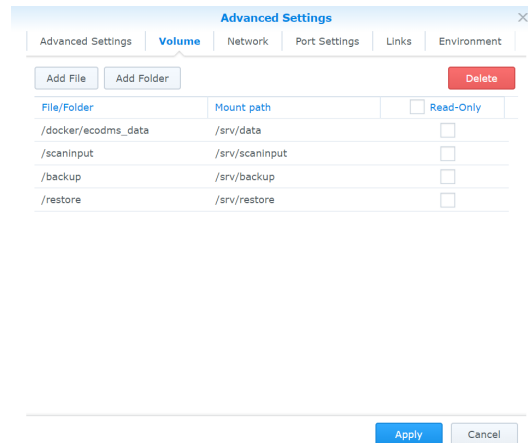 Advanced Settings
Advanced Settings Volume Network Port Settings Links Environment
Add File Add Folder Delete
File/Folder Mount path Read-Only
/docker/ecodms_data /srv/data
/scaninput /srv/scaninput
/backup /srv/backup
/restore /srv/restore
Apply Cancel